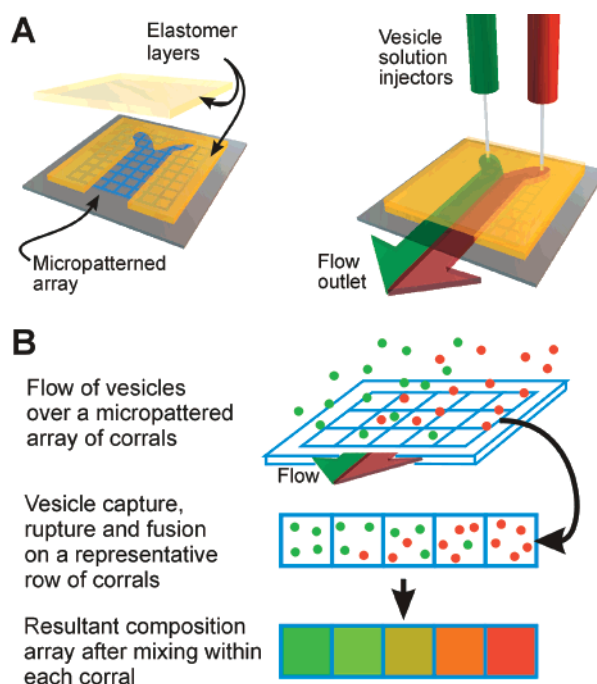 A
Elastomer
layers
Micropatterned
array
Vesicle
solution
injectors
Flow
outlet
B
Flow of vesicles
over a micropattered
array of corrals
Flow
Vesicle capture,
rupture and fusion
on a representative
row of corrals
Resultant composition
array after mixing within
each corral